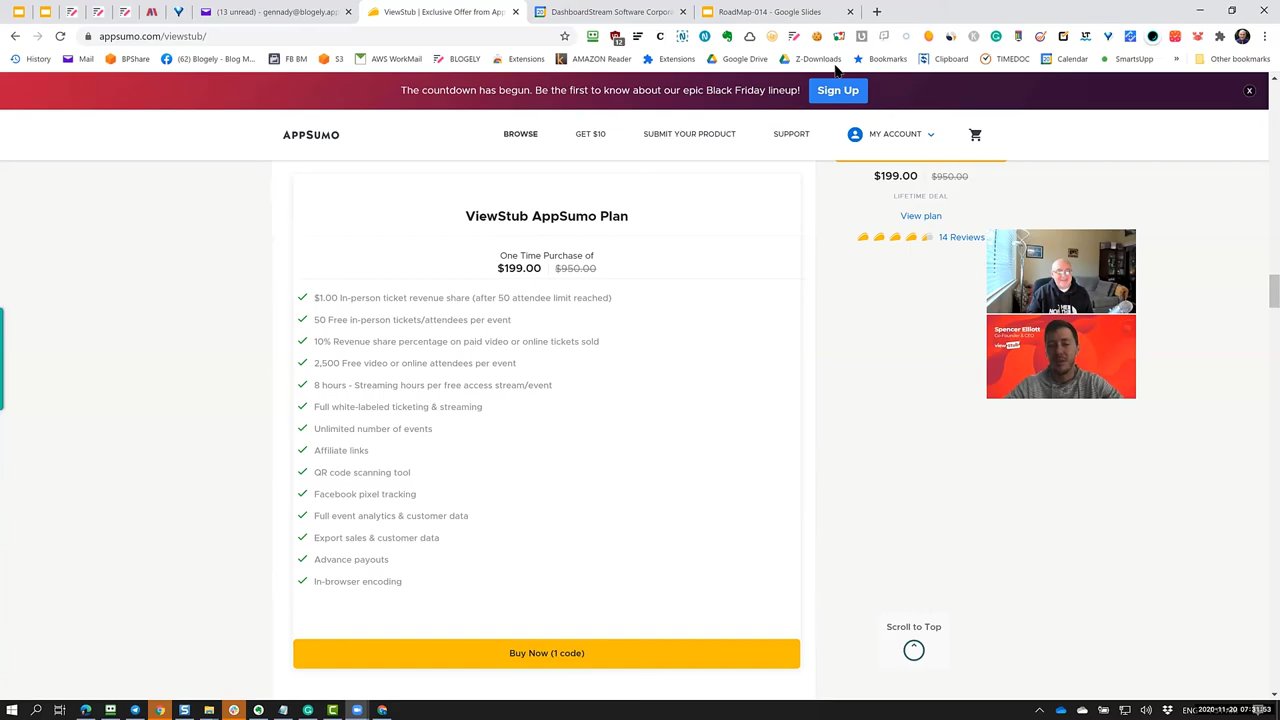 (13 unread) - gennady@blogely.app
ViewStub | Exclusive Offer from App
DashboardStream Software Corpora
RoadMap-014 - Google Slides
appsumo.com/viewstub/
12
History
Mail
BPShare
(62) Blogely - Blog M...
FB BM
S3
AWS WorkMail
BLOGELY
Extensions
AMAZON Reader
Extensions
Google Drive
Z-Downloads
Bookmarks
Clipboard
TIMEDOC
Calendar
SmartsUpp
Other bookmarks
The countdown has begun. Be the first to know about our epic Black Friday lineup!
Sign Up
APPSUMO
BROWSE
GET $10
SUBMIT YOUR PRODUCT
SUPPORT
MY ACCOUNT
ViewStub AppSumo Plan
One Time Purchase of
$199.00 $950.00
$1.00 In-person ticket revenue share (after 50 attendee limit reached)
50 Free in-person tickets/attendees per event
10% Revenue share percentage on paid video or online tickets sold
2,500 Free video or online attendees per event
8 hours - Streaming hours per free access stream/event
Full white-labeled ticketing & streaming
Unlimited number of events
Affiliate links
QR code scanning tool
Facebook pixel tracking
Full event analytics & customer data
Export sales & customer data
Advance payouts
In-browser encoding
Buy Now (1 code)
$199.00 $950.00
LIFETIME DEAL
View plan
14 Reviews
Spencer Elliott
Co-Founder & CEO
view stub
Scroll to Top
ENG